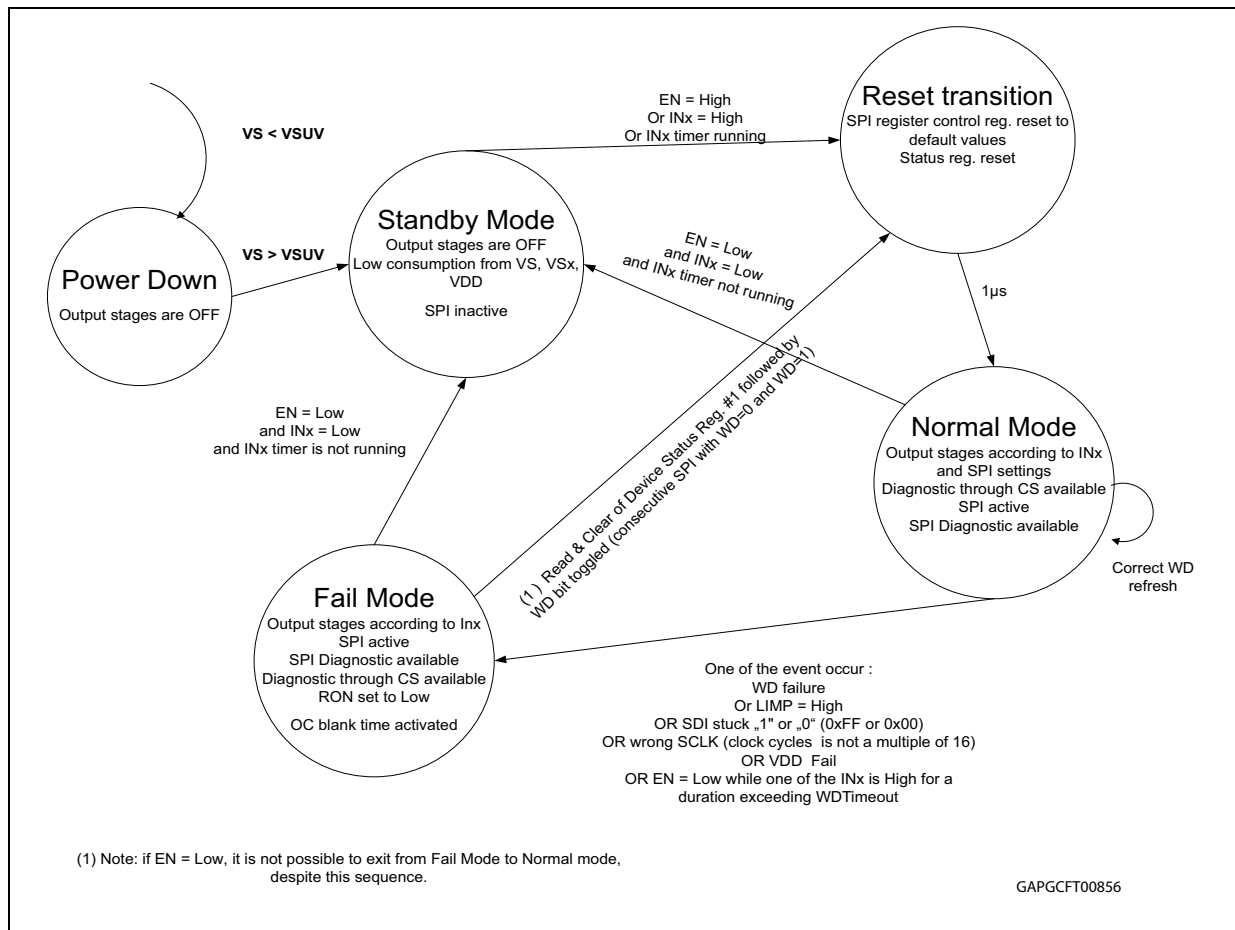 VS < VSUV
Power Down
Output stages are OFF
VS > VSUV
Standby Mode
Output stages are OFF
Low consumption from VS, VSx,
VDD
SPI inactive
EN = High
Or INx = High
Or INx timer running
Reset transition
SPI register control reg. reset to
default values
Status reg. reset
EN = Low
and INx = Low
and INx timer not running
1µs
Normal Mode
Output stages according to INx
and SPI settings
Diagnostic through CS available
SPI active
SPI Diagnostic available
Correct WD
refresh
EN = Low
and INx = Low
and INx timer is not running
(1 ) Read & Clear of Device Status Reg. #1 followed by
WD bit toggled (consecutive SPI with WD=0 and WD=1)
Fail Mode
Output stages according to Inx
SPI active
SPI Diagnostic available
Diagnostic through CS available
RON set to Low
OC blank time activated
One of the event occur :
WD failure
Or LIMP = High
OR SDI stuck „1" or „0“ (0xFF or 0x00)
OR wrong SCLK (clock cycles is not a multiple of 16)
OR VDD Fail
OR EN = Low while one of the INx is High for a
duration exceeding WDTimeout
(1) Note: if EN = Low, it is not possible to exit from Fail Mode to Normal mode,
despite this sequence.
GAPGCFT00856